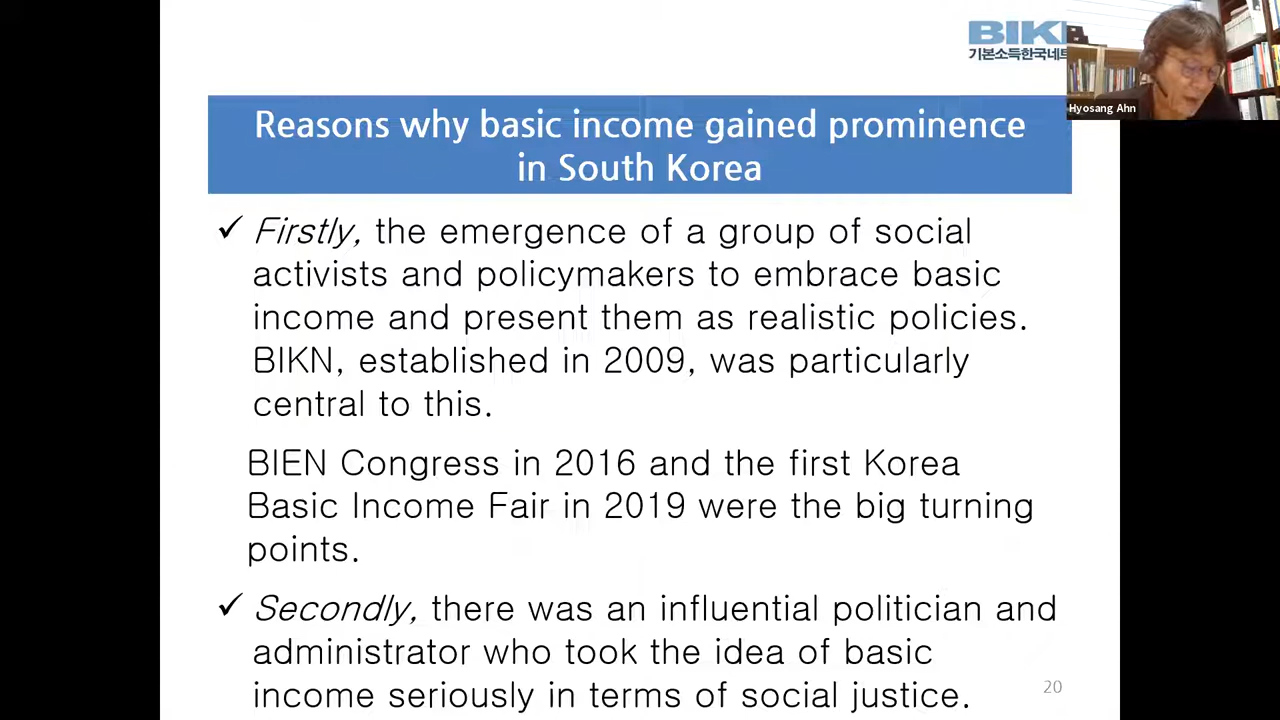 BIK
기본소득한국네트
Hyosang Ahn
Reasons why basic income gained prominence
in South Korea
✓ Firstly, the emergence of a group of social
activists and policymakers to embrace basic
income and present them as realistic policies.
BIKN, established in 2009, was particularly
central to this.
BIEN Congress in 2016 and the first Korea
Basic Income Fair in 2019 were the big turning
points.
✓ Secondly, there was an influential politician and
administrator who took the idea of basic
income seriously in terms of social justice.
20